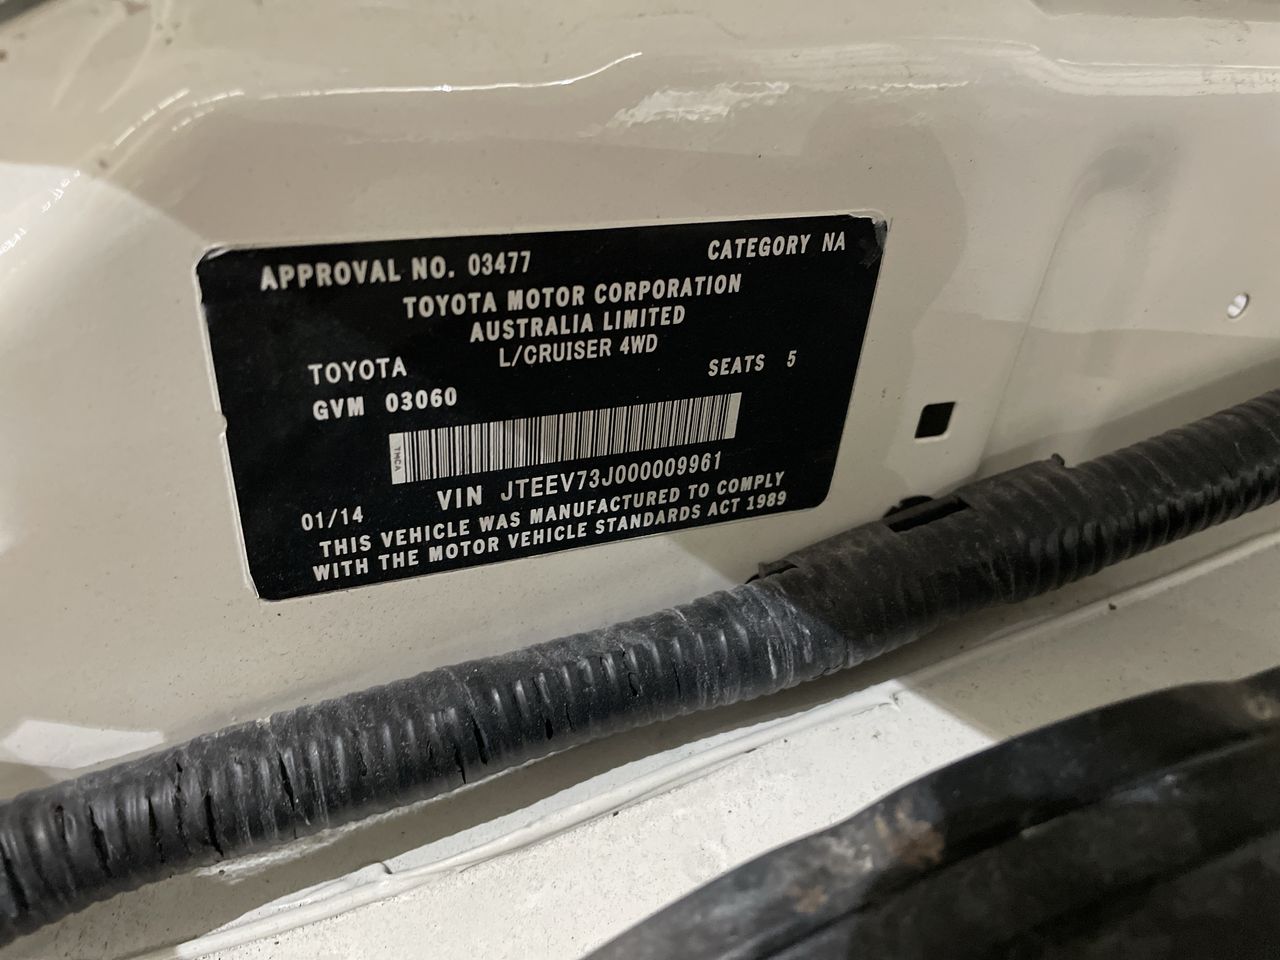 APPROVAL NO. 03477 CATEGORY NA
TOYOTA MOTOR CORPORATION
AUSTRALIA LIMITED
TOYOTA L/CRUISER 4WD SEATS 5
GVM 03060
TMCA
VIN JTEEV73J000009961
01/14
THIS VEHICLE WAS MANUFACTURED TO COMPLY
WITH THE MOTOR VEHICLE STANDARDS ACT 1989